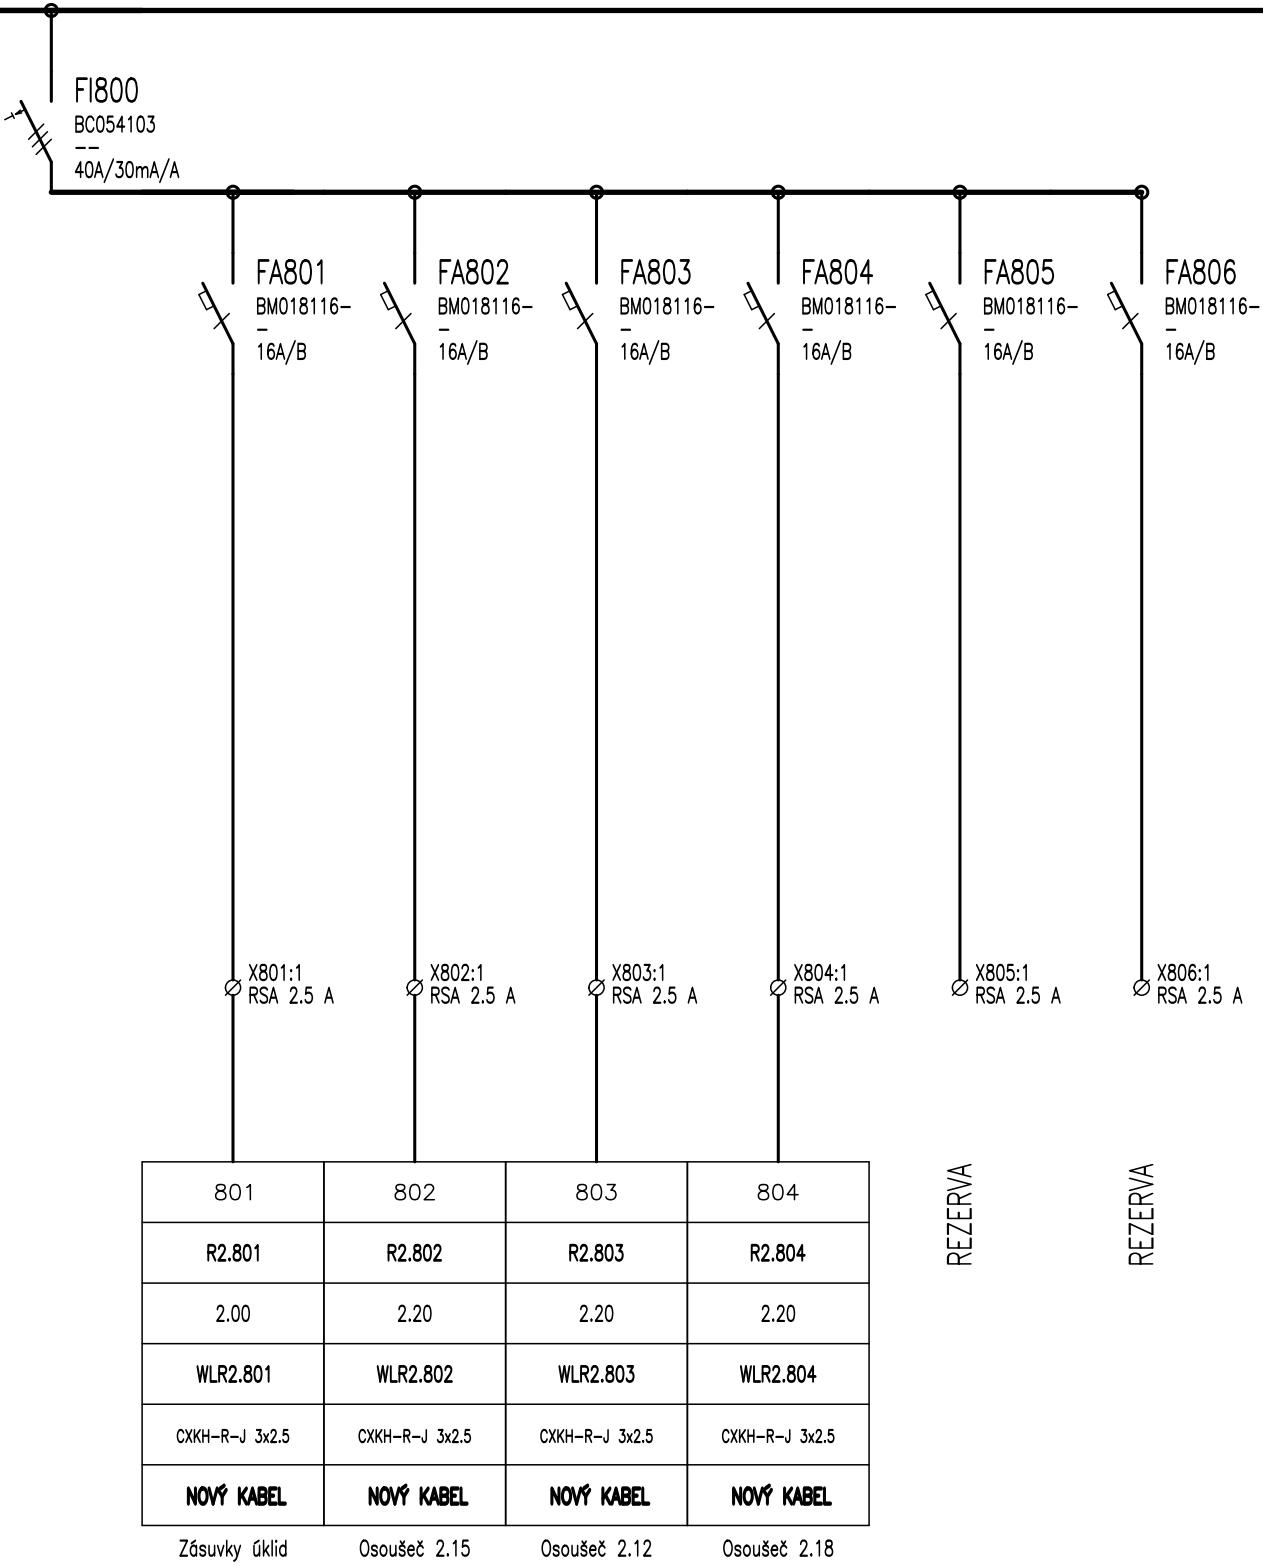 FI800
BC054103
--
40A/30mA/A
FA801
BM018116-
-
16A/B
FA802
BM018116-
-
16A/B
FA803
BM018116-
-
16A/B
FA804
BM018116-
-
16A/B
FA805
BM018116-
-
16A/B
FA806
BM018116-
-
16A/B
X801:1
RSA 2.5 A
X802:1
RSA 2.5 A
X803:1
RSA 2.5 A
X804:1
RSA 2.5 A
X805:1
RSA 2.5 A
X806:1
RSA 2.5 A
801 802 803 804
R2.801 R2.802 R2.803 R2.804
2.00 2.20 2.20 2.20
WLR2.801 WLR2.802 WLR2.803 WLR2.804
CXKH-R-J 3x2.5 CXKH-R-J 3x2.5 CXKH-R-J 3x2.5 CXKH-R-J 3x2.5
NOVÝ KABEL NOVÝ KABEL NOVÝ KABEL NOVÝ KABEL
Zásuvky úklid Osoušeč 2.15 Osoušeč 2.12 Osoušeč 2.18
REZERVA
REZERVA